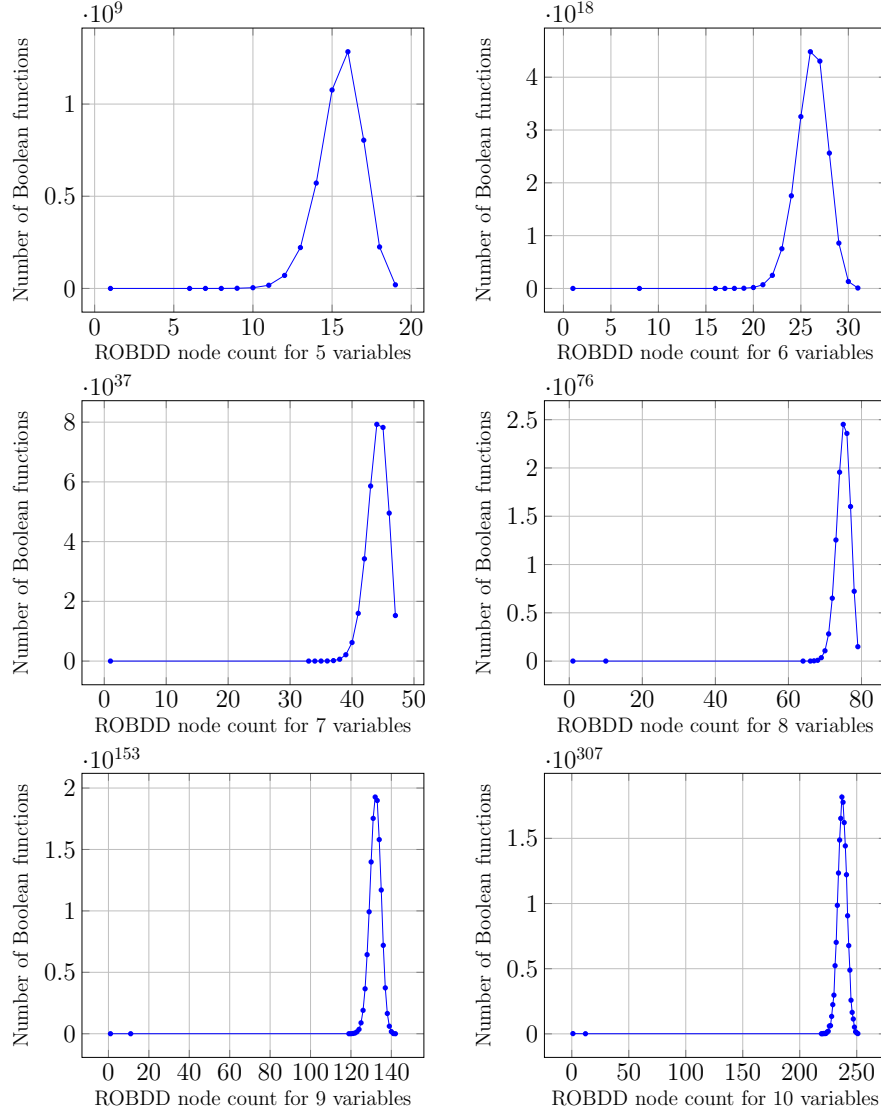 ·10^9
1
0.5
0
0 5 10 15 20
Number of Boolean functions
ROBDD node count for 5 variables
·10^18
4
3
2
1
0
0 5 10 15 20 25 30
Number of Boolean functions
ROBDD node count for 6 variables
·10^37
8
6
4
2
0
0 10 20 30 40 50
Number of Boolean functions
ROBDD node count for 7 variables
·10^76
2.5
2
1.5
1
0.5
0
0 20 40 60 80
Number of Boolean functions
ROBDD node count for 8 variables
·10^153
2
1.5
1
0.5
0
0 20 40 60 80 100 120 140
Number of Boolean functions
ROBDD node count for 9 variables
·10^307
1.5
1
0.5
0
0 50 100 150 200 250
Number of Boolean functions
ROBDD node count for 10 variables